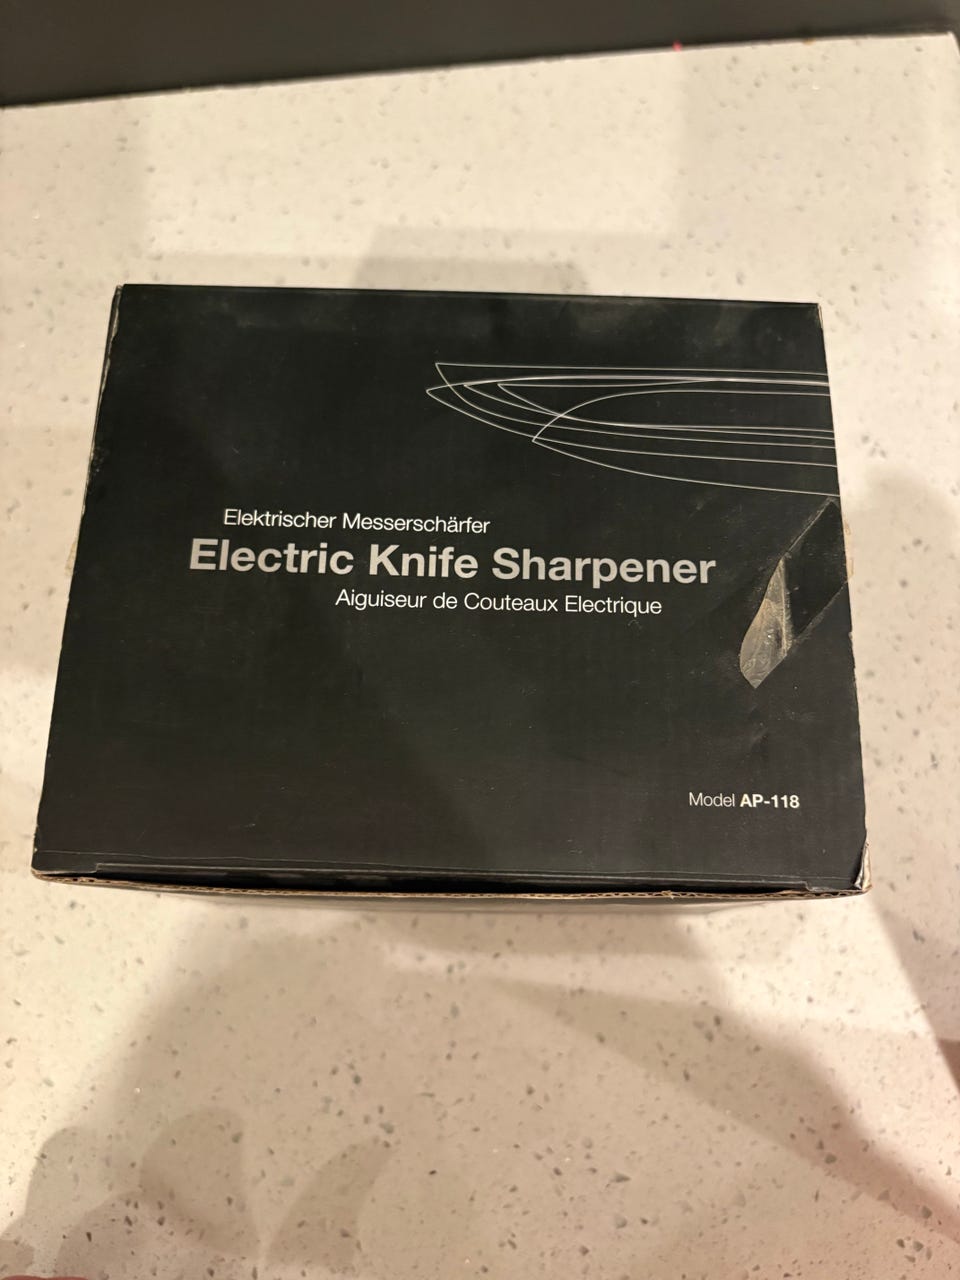 Elektrischer Messerschärfer
Electric Knife Sharpener
Aiguiseur de Couteaux Electrique
Model AP-118